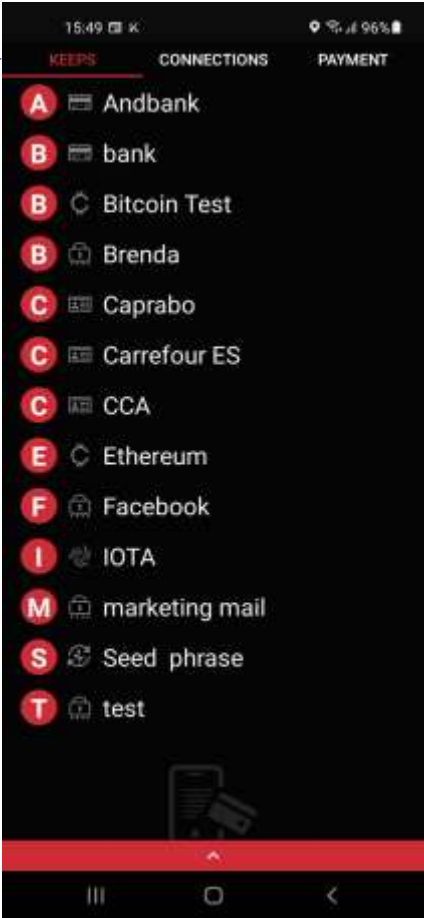 15:49 K 96%
KEEPS CONNECTIONS PAYMENT
A Andbank
B bank
B Bitcoin Test
B Brenda
C Caprabo
C Carrefour ES
C CCA
E Ethereum
F Facebook
I IOTA
M marketing mail
S Seed phrase
T test